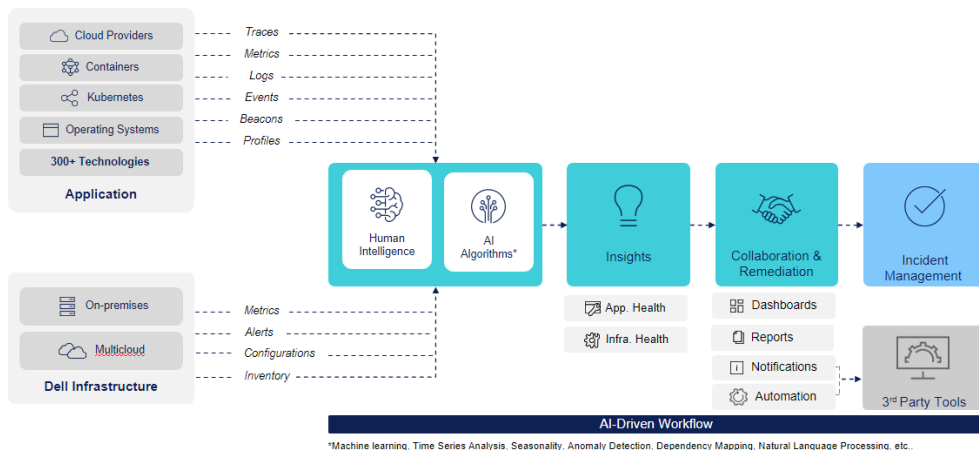 Cloud Providers
Containers
Kubernetes
Operating Systems
300+ Technologies
Application
Traces
Metrics
Logs
Events
Beacons
Profiles
On-premises
Multicloud
Dell Infrastructure
Metrics
Alerts
Configurations
Inventory
Human
Intelligence
AI
Algorithms*
Insights
App. Health
Infra. Health
Collaboration &
Remediation
Dashboards
Reports
Notifications
Automation
Incident
Management
3rd Party Tools
AI-Driven Workflow
*Machine learning, Time Series Analysis, Seasonality, Anomaly Detection, Dependency Mapping, Natural Language Processing, etc..